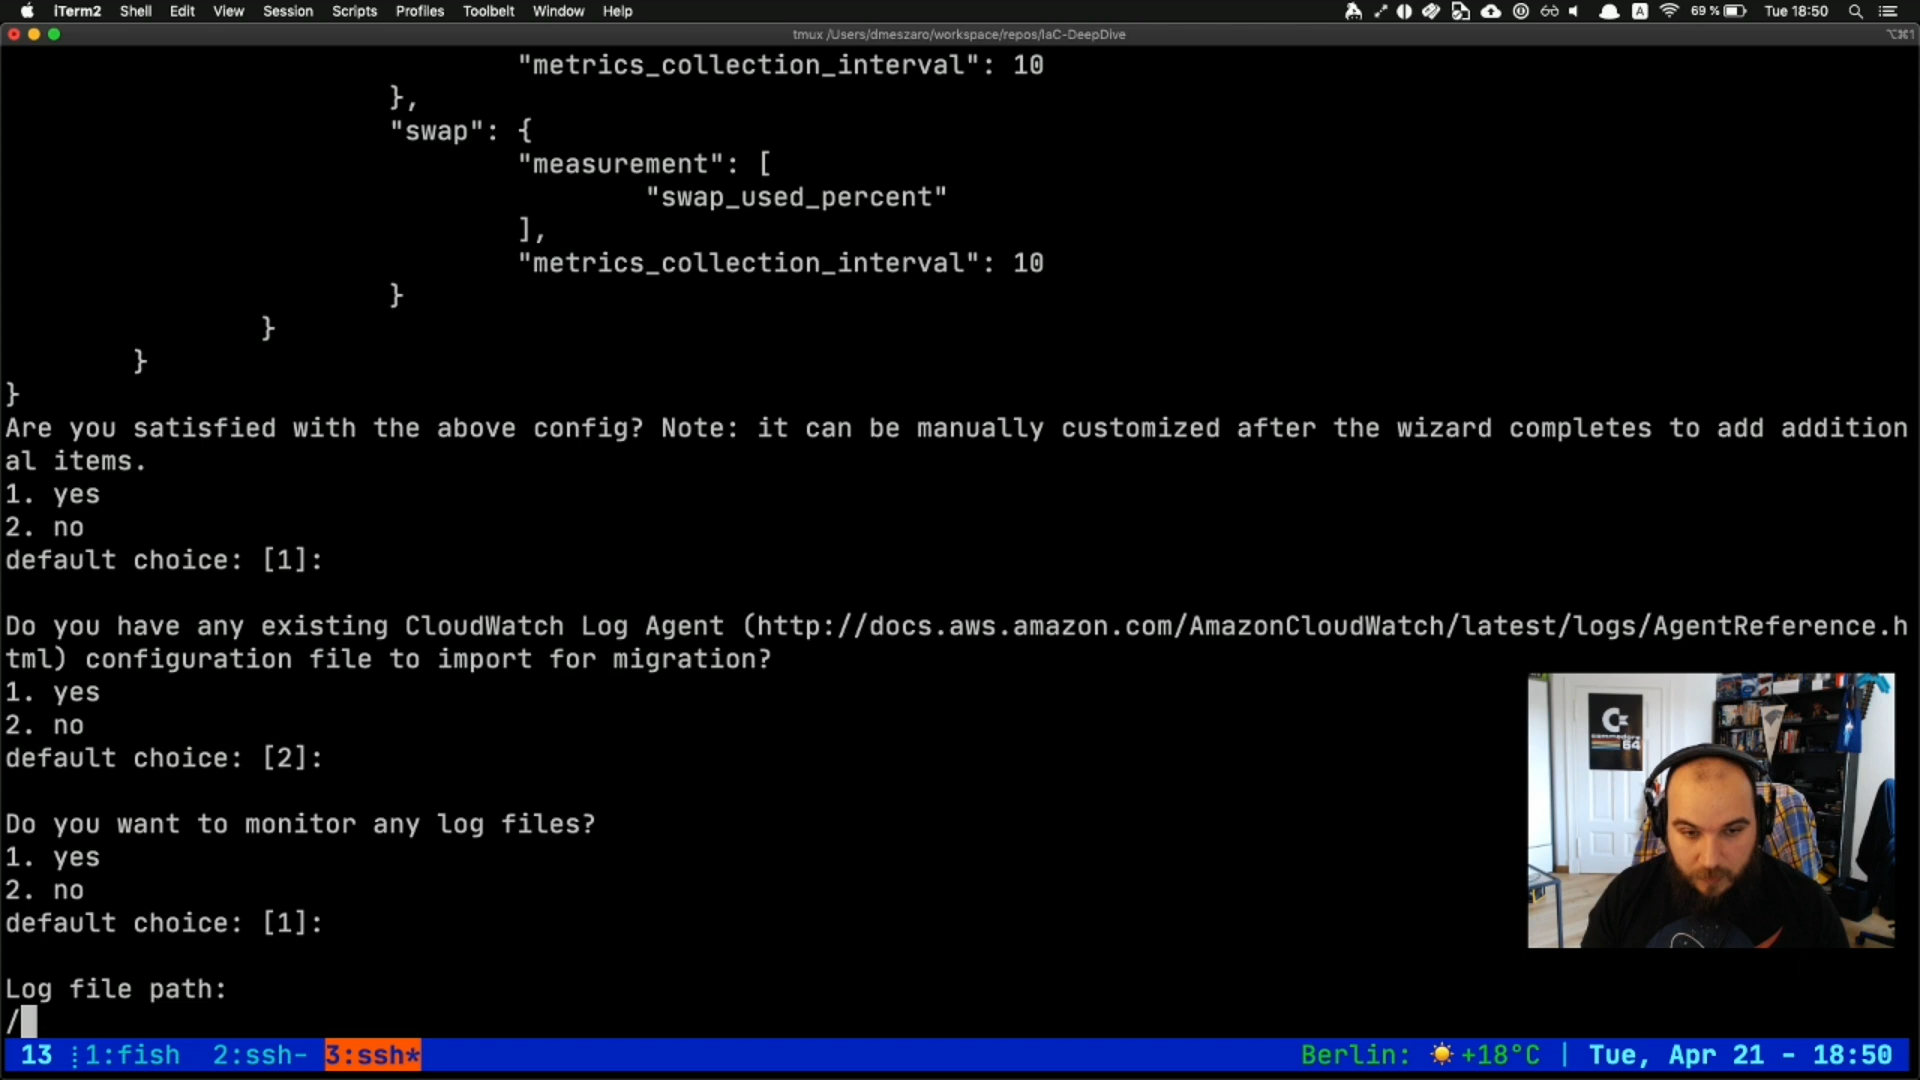 iTerm2 Shell Edit View Session Scripts Profiles Toolbelt Window Help 69 % Tue 18:50
tmux /Users/dmeszaro/workspace/repos/IaC-DeepDive ⌥⌘1
"metrics_collection_interval": 10
},
"swap": {
"measurement": [
"swap_used_percent"
],
"metrics_collection_interval": 10
}
}
}
}
Are you satisfied with the above config? Note: it can be manually customized after the wizard completes to add addition
al items.
1. yes
2. no
default choice: [1]:
Do you have any existing CloudWatch Log Agent (http://docs.aws.amazon.com/AmazonCloudWatch/latest/logs/AgentReference.h
tml) configuration file to import for migration?
1. yes
2. no
default choice: [2]:
Do you want to monitor any log files?
1. yes
2. no
default choice: [1]:
commodore
64
Log file path:
/
13 1:fish 2:ssh- 3:ssh* Berlin: +18°C | Tue, Apr 21 - 18:50